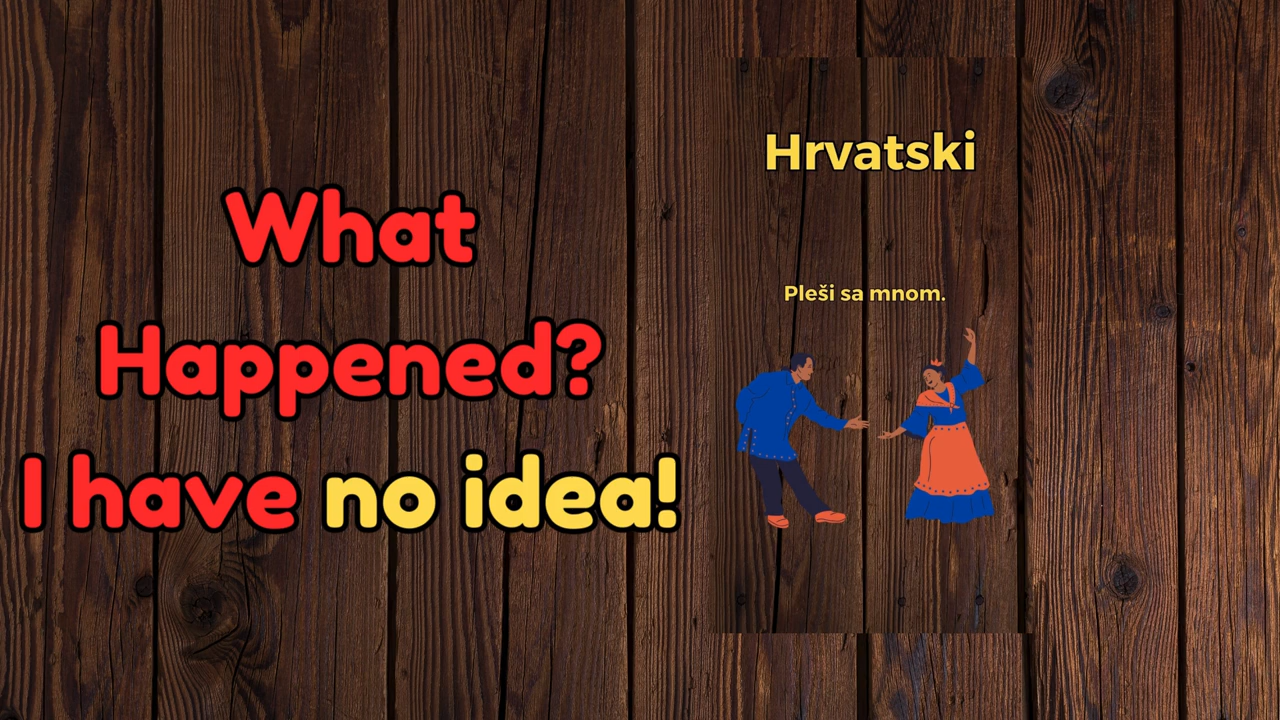 What
Happened?
I have no idea!
Hrvatski
Pleši sa mnom.